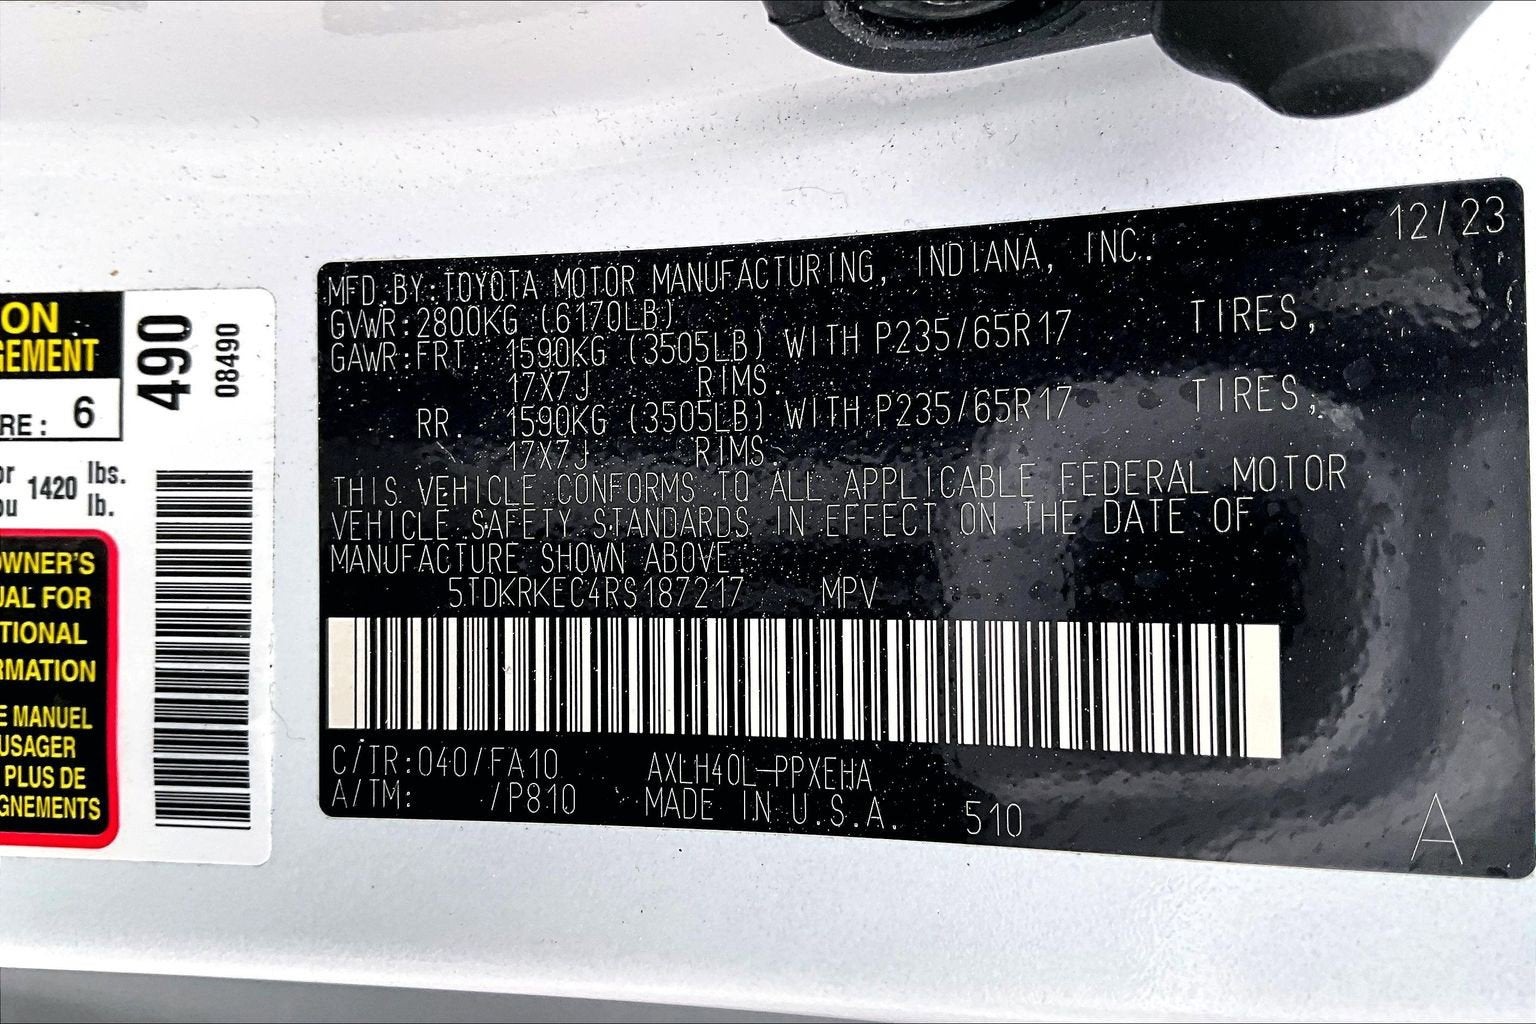 ON
GEMENT
RE: 6
or 1420 lbs.
ou lb.
OWNER'S
UAL FOR
TIONAL
RMATION
E MANUEL
USAGER
PLUS DE
GNEMENTS
490
08490
12/23
MFD.BY:TOYOTA MOTOR MANUFACTURING, INDIANA, INC.
GVWR:2800KG (6170LB)
GAWR:FRT. 1590KG (3505LB) WITH P235/65R17 TIRES,
17X7J RIMS.
RR. 1590KG (3505LB) WITH P235/65R17 TIRES,
17X7J RIMS.
THIS VEHICLE CONFORMS TO ALL APPLICABLE FEDERAL MOTOR
VEHICLE SAFETY STANDARDS IN EFFECT ON THE DATE OF
MANUFACTURE SHOWN ABOVE.
5TDKRKEC4RS187217 MPV
C/TR:040/FA10 AXLH40L-PPXEHA
A/TM: /P810 MADE IN U.S.A. 510
A